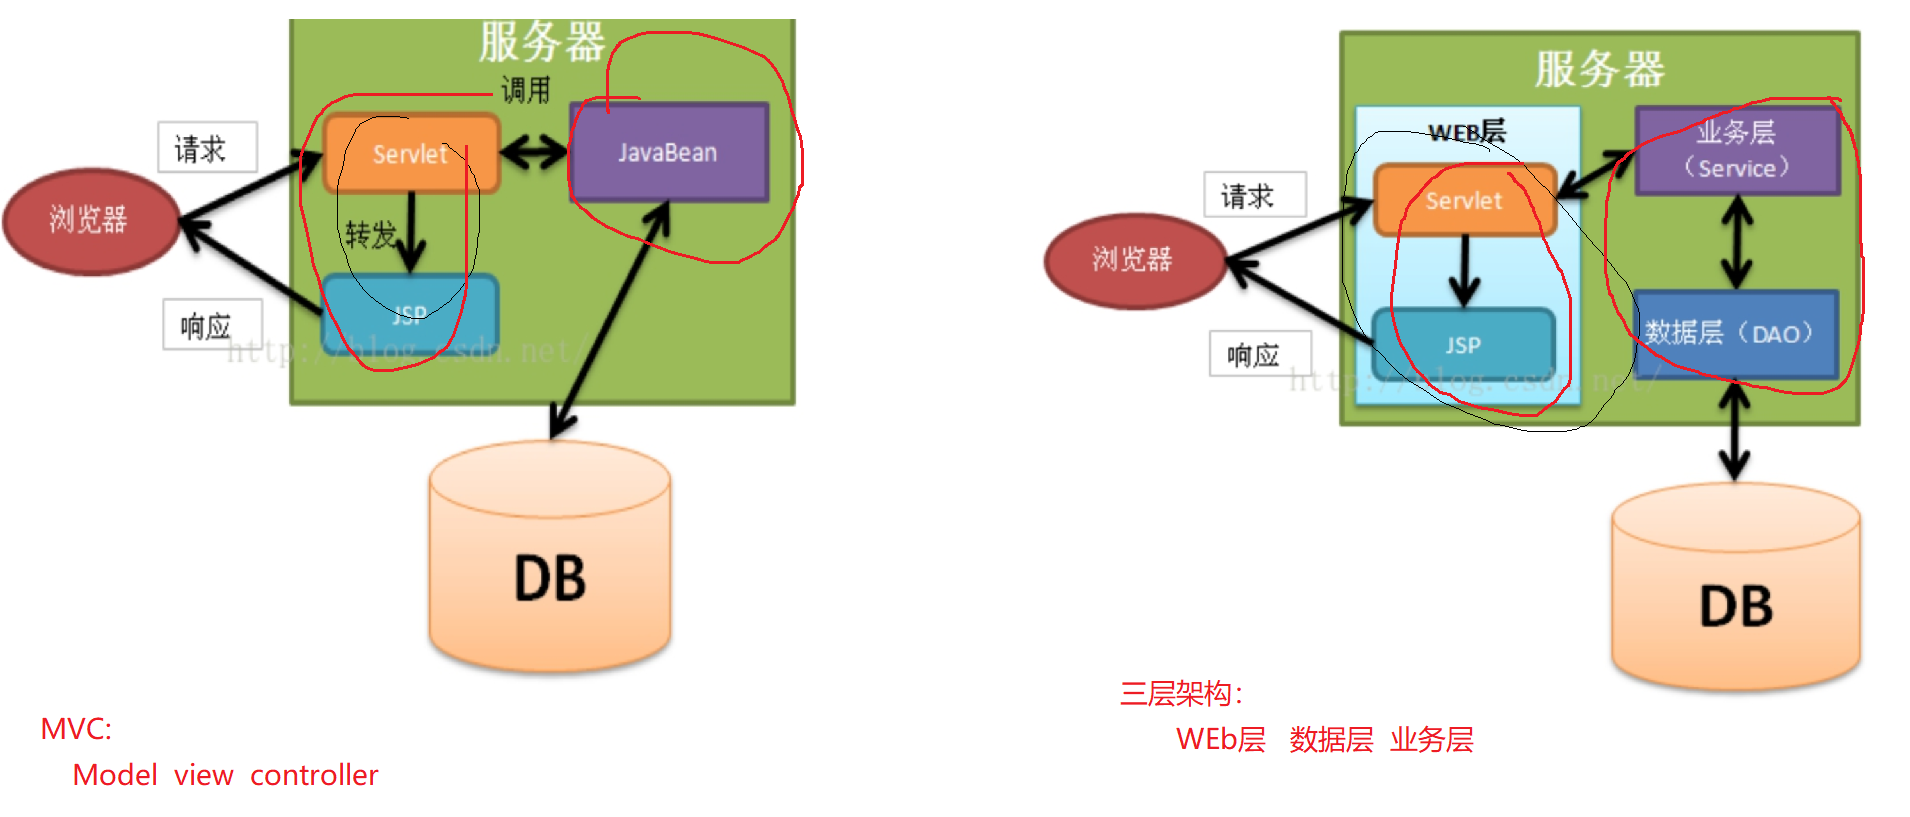 服务器
调用
请求
Servlet
JavaBean
浏览器
转发
响应
JSP
http://blog.csdn.net/
DB
MVC:
Model view controller
服务器
WEB层
业务层
（Service）
请求
Servlet
浏览器
响应
JSP
数据层（DAO）
http://blog.csdn.net/
DB
三层架构：
WEb层 数据层 业务层